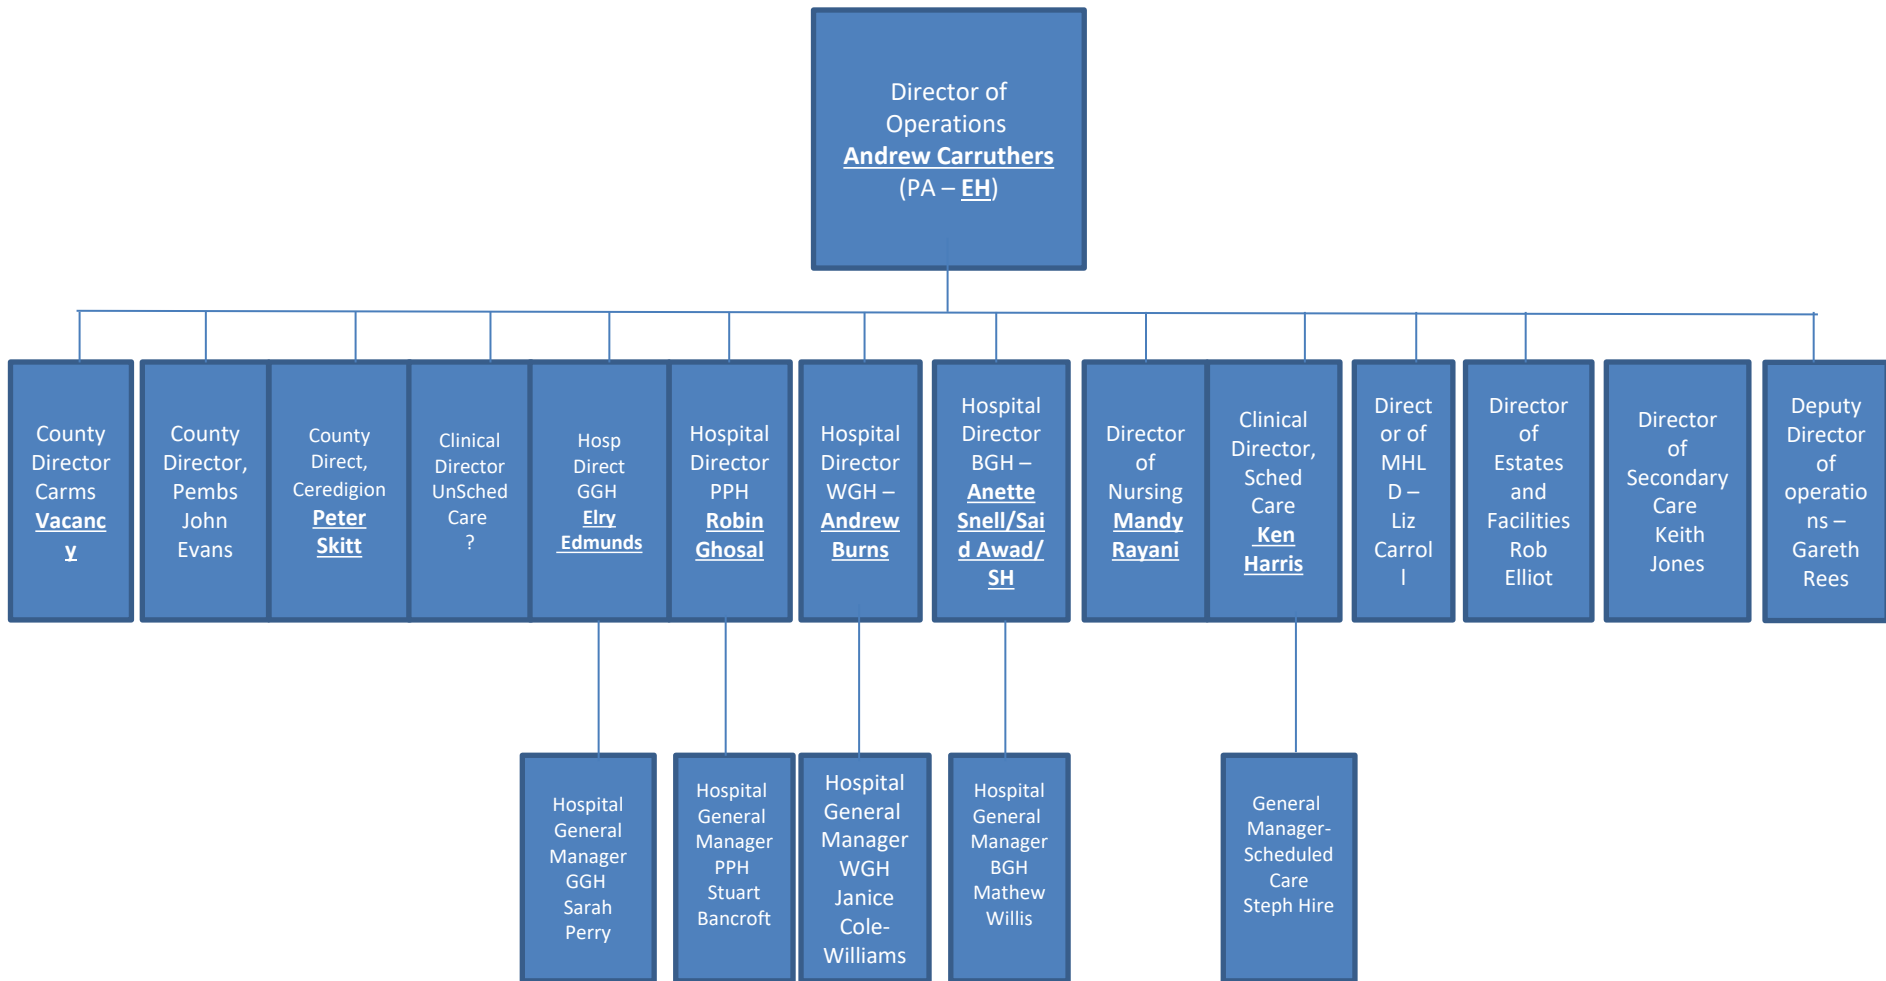 Director of
Operations
Andrew Carruthers
(PA – EH)
County
Director
Carms
Vacanc
y
County
Director,
Pembs
John
Evans
County
Direct,
Ceredigion
Peter
Skitt
Clinical
Director
UnSched
Care
?
Hosp
Direct
GGH
Elry
Edmunds
Hospital
Director
PPH
Robin
Ghosal
Hospital
Director
WGH –
Andrew
Burns
Hospital
Director
BGH –
Anette
Snell/Sai
d Awad/
SH
Director
of
Nursing
Mandy
Rayani
Clinical
Director,
Sched
Care
Ken
Harris
Direct
or of
MHL
D –
Liz
Carrol
l
Director
of
Estates
and
Facilities
Rob
Elliot
Director
of
Secondary
Care
Keith
Jones
Deputy
Director
of
operatio
ns –
Gareth
Rees
Hospital
General
Manager
GGH
Sarah
Perry
Hospital
General
Manager
PPH
Stuart
Bancroft
Hospital
General
Manager
WGH
Janice
Cole-
Williams
Hospital
General
Manager
BGH
Mathew
Willis
General
Manager-
Scheduled
Care
Steph Hire